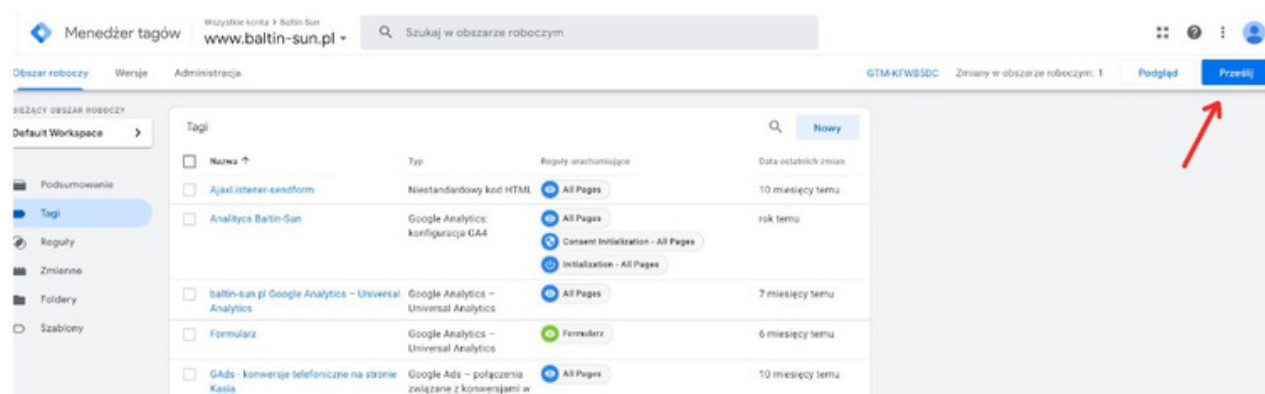 Wszystkie konta > Baltin Sun
Menedżer tagów
www.baltin-sun.pl
Szukaj w obszarze roboczym
Obszar roboczy
Wersje
Administracja
GTM-KFWB5DC
Zmiany w obszarze roboczym: 1
Podgląd
Prześlij
BIEŻĄCY OBSZAR ROBOCZY
Default Workspace
Podsumowanie
Tagi
Reguły
Zmienne
Foldery
Szablony
Tagi
Nowy
Nazwa ↑
Typ
Reguły uruchamiające
Data ostatnich zmian
AjaxListener-sendform
Niestandardowy kod HTML
All Pages
10 miesięcy temu
Analitycs Baltin-Sun
Google Analytics:
konfiguracja GA4
All Pages
Consent Initialization - All Pages
Initialization - All Pages
rok temu
baltin-sun.pl Google Analytics – Universal
Analytics
Google Analytics –
Universal Analytics
All Pages
7 miesięcy temu
Formularz
Google Analytics –
Universal Analytics
Formularz
6 miesięcy temu
GAds - konwersje telefoniczne na stronie
Kasia
Google Ads – połączenia
związane z konwersjami w
All Pages
10 miesięcy temu